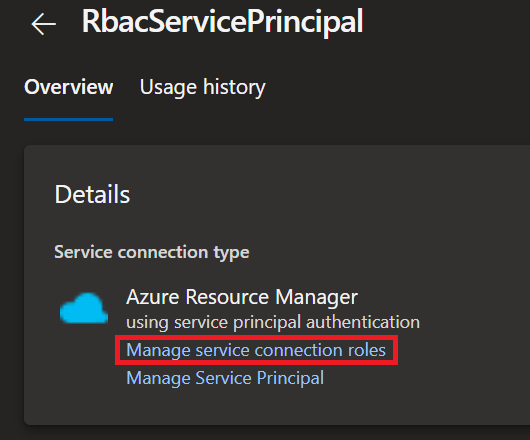 RbacServicePrincipal
Overview Usage history
Details
Service connection type
Azure Resource Manager
using service principal authentication
Manage service connection roles
Manage Service Principal